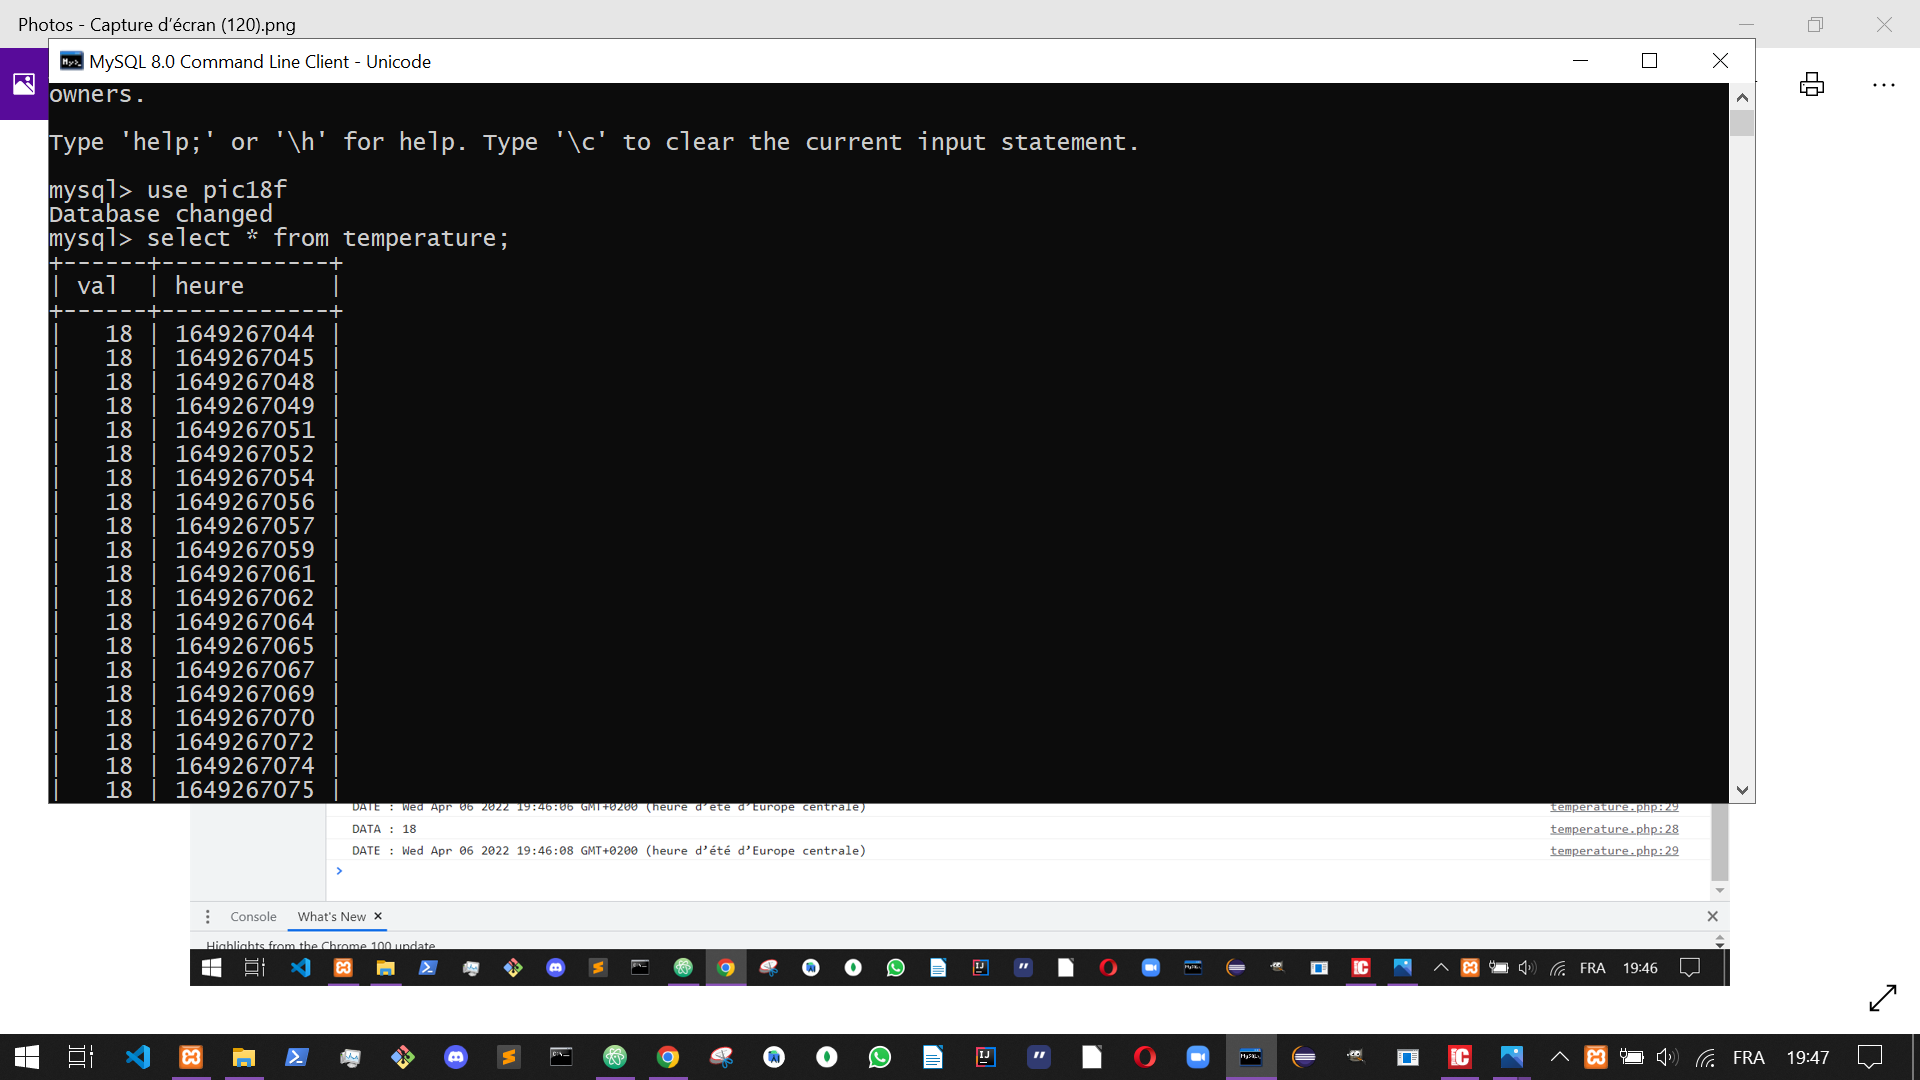 Photos - Capture d’écran (120).png
MySQL 8.0 Command Line Client - Unicode
owners.
Type 'help;' or '\h' for help. Type '\c' to clear the current input statement.
mysql> use pic18f
Database changed
mysql> select * from temperature;
+------+------------+
| val  | heure      |
+------+------------+
|   18 | 1649267044 |
|   18 | 1649267045 |
|   18 | 1649267048 |
|   18 | 1649267049 |
|   18 | 1649267051 |
|   18 | 1649267052 |
|   18 | 1649267054 |
|   18 | 1649267056 |
|   18 | 1649267057 |
|   18 | 1649267059 |
|   18 | 1649267061 |
|   18 | 1649267062 |
|   18 | 1649267064 |
|   18 | 1649267065 |
|   18 | 1649267067 |
|   18 | 1649267069 |
|   18 | 1649267070 |
|   18 | 1649267072 |
|   18 | 1649267074 |
|   18 | 1649267075 |
DATE : Wed Apr 06 2022 19:46:06 GMT+0200 (heure d’été d’Europe centrale) temperature.php:29
DATA : 18 temperature.php:28
DATE : Wed Apr 06 2022 19:46:08 GMT+0200 (heure d’été d’Europe centrale) temperature.php:29
>
Console What's New ×
Highlights from the Chrome 100 update
FRA 19:46
FRA 19:47